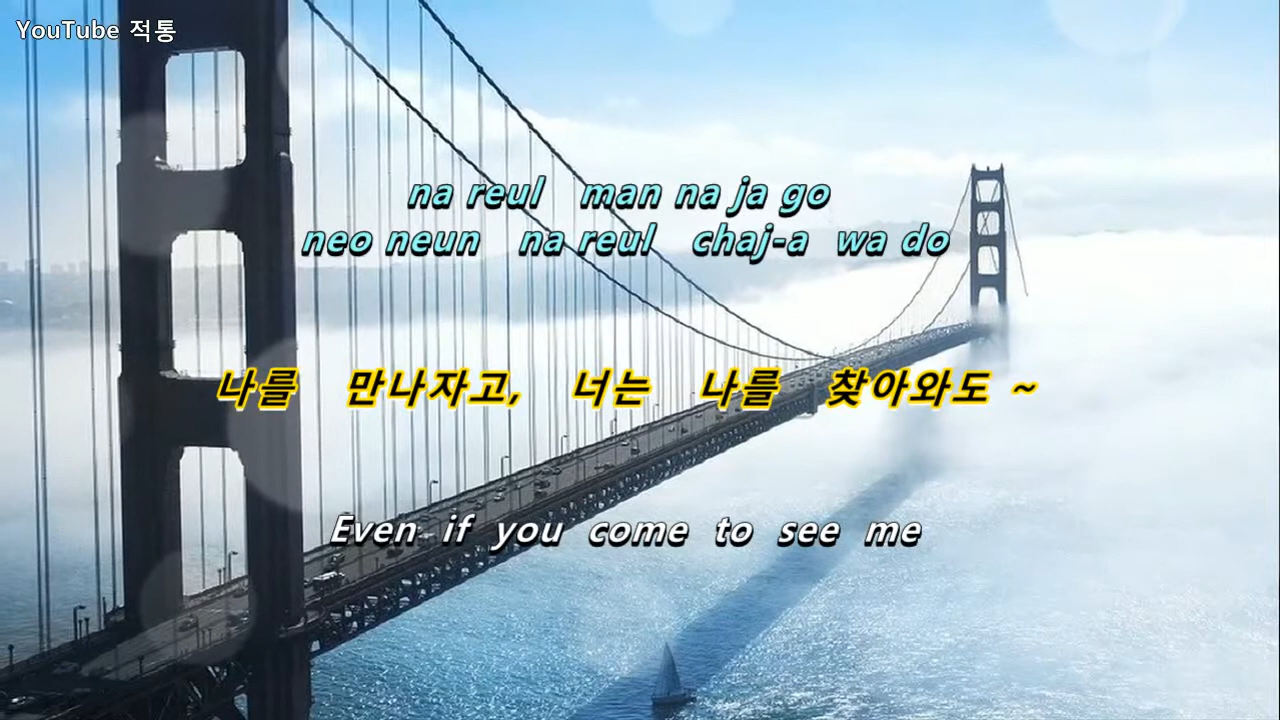 YouTube 적통
na reul man na ja go
neo neun na reul chaj-a wa do
나를 만나자고, 너는 나를 찾아와도 ~
Even if you come to see me